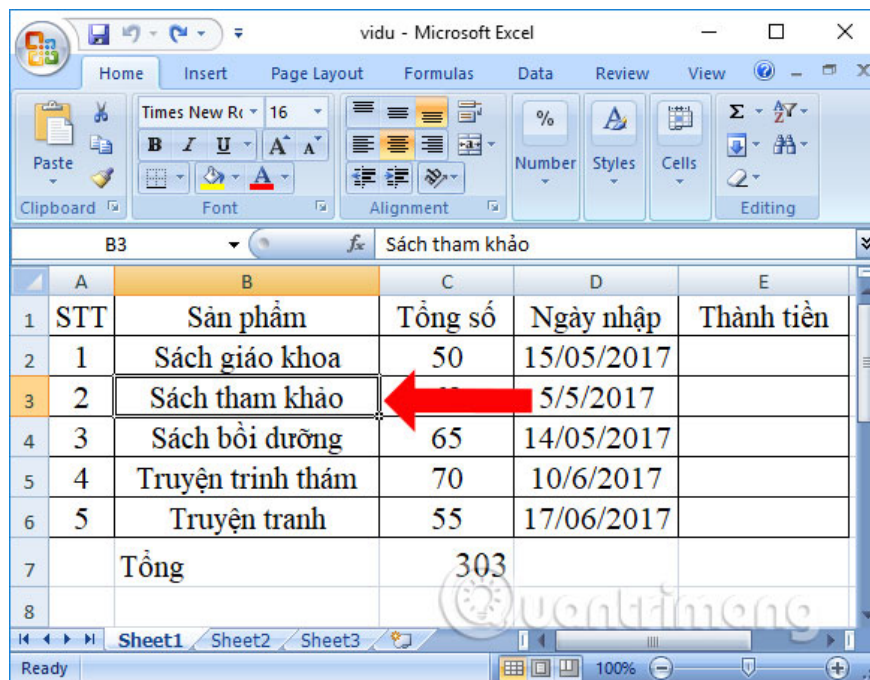 vidu - Microsoft Excel
Home Insert Page Layout Formulas Data Review View
Times New Ro 16
B I U A A
% A Σ A Z
Paste Number Styles Cells
Clipboard Font Alignment Editing
B3 fx Sách tham khảo
A B C D E
1 STT Sản phẩm Tổng số Ngày nhập Thành tiền
2 1 Sách giáo khoa 50 15/05/2017
3 2 Sách tham khảo 5/5/2017
4 3 Sách bồi dưỡng 65 14/05/2017
5 4 Truyện trinh thám 70 10/6/2017
6 5 Truyện tranh 55 17/06/2017
7 Tổng 303
8 Quantrimang
Sheet1 Sheet2 Sheet3
Ready 100%